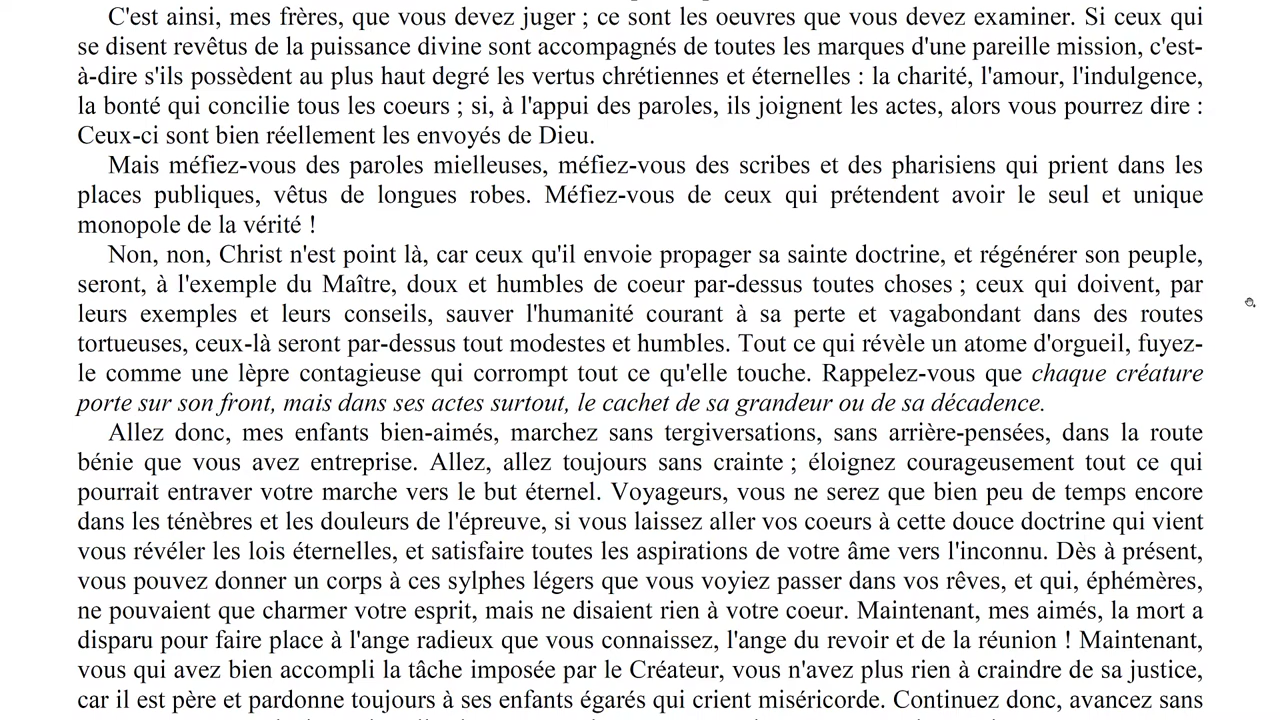 C'est ainsi, mes frères, que vous devez juger ; ce sont les oeuvres que vous devez examiner. Si ceux qui
se disent revêtus de la puissance divine sont accompagnés de toutes les marques d'une pareille mission, c'est-
à-dire s'ils possèdent au plus haut degré les vertus chrétiennes et éternelles : la charité, l'amour, l'indulgence,
la bonté qui concilie tous les coeurs ; si, à l'appui des paroles, ils joignent les actes, alors vous pourrez dire :
Ceux-ci sont bien réellement les envoyés de Dieu.
Mais méfiez-vous des paroles mielleuses, méfiez-vous des scribes et des pharisiens qui prient dans les
places publiques, vêtus de longues robes. Méfiez-vous de ceux qui prétendent avoir le seul et unique
monopole de la vérité !
Non, non, Christ n'est point là, car ceux qu'il envoie propager sa sainte doctrine, et régénérer son peuple,
seront, à l'exemple du Maître, doux et humbles de coeur par-dessus toutes choses ; ceux qui doivent, par
leurs exemples et leurs conseils, sauver l'humanité courant à sa perte et vagabondant dans des routes
tortueuses, ceux-là seront par-dessus tout modestes et humbles. Tout ce qui révèle un atome d'orgueil, fuyez-
le comme une lèpre contagieuse qui corrompt tout ce qu'elle touche. Rappelez-vous que chaque créature
porte sur son front, mais dans ses actes surtout, le cachet de sa grandeur ou de sa décadence.
Allez donc, mes enfants bien-aimés, marchez sans tergiversations, sans arrière-pensées, dans la route
bénie que vous avez entreprise. Allez, allez toujours sans crainte ; éloignez courageusement tout ce qui
pourrait entraver votre marche vers le but éternel. Voyageurs, vous ne serez que bien peu de temps encore
dans les ténèbres et les douleurs de l'épreuve, si vous laissez aller vos coeurs à cette douce doctrine qui vient
vous révéler les lois éternelles, et satisfaire toutes les aspirations de votre âme vers l'inconnu. Dès à présent,
vous pouvez donner un corps à ces sylphes légers que vous voyiez passer dans vos rêves, et qui, éphémères,
ne pouvaient que charmer votre esprit, mais ne disaient rien à votre coeur. Maintenant, mes aimés, la mort a
disparu pour faire place à l'ange radieux que vous connaissez, l'ange du revoir et de la réunion ! Maintenant,
vous qui avez bien accompli la tâche imposée par le Créateur, vous n'avez plus rien à craindre de sa justice,
car il est père et pardonne toujours à ses enfants égarés qui crient miséricorde. Continuez donc, avancez sans